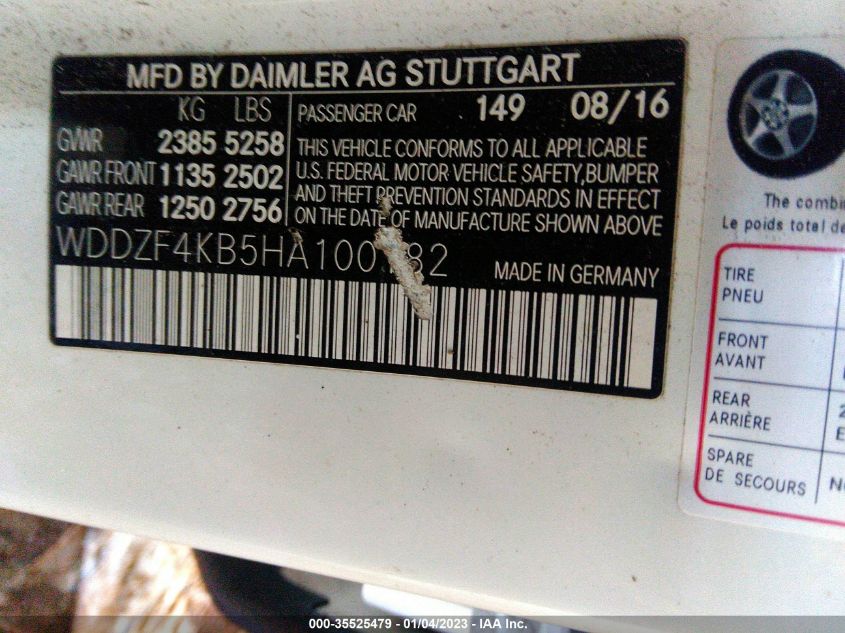 MFD BY DAIMLER AG STUTTGART
KG LBS
GVWR 2385 5258
GAWR FRONT 1135 2502
GAWR REAR 1250 2756
PASSENGER CAR 149 08/16
THIS VEHICLE CONFORMS TO ALL APPLICABLE
U.S. FEDERAL MOTOR VEHICLE SAFETY, BUMPER
AND THEFT PREVENTION STANDARDS IN EFFECT
ON THE DATE OF MANUFACTURE SHOWN ABOVE
MADE IN GERMANY
The combi
Le poids total de
TIRE
PNEU
FRONT
AVANT
REAR
ARRIÈRE
SPARE
DE SECOURS
000-35525479 - 01/04/2023 - IAA Inc.